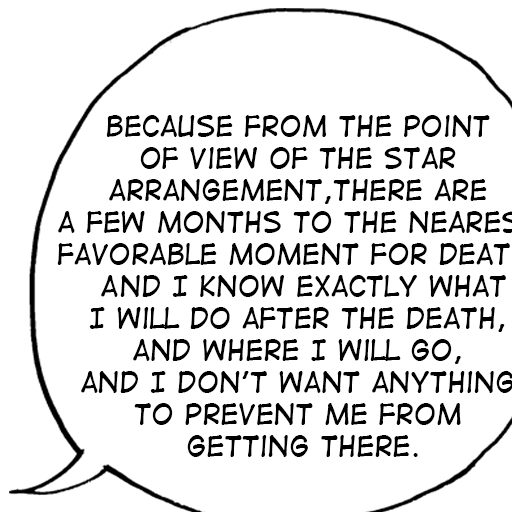 BECAUSE FROM THE POINT
OF VIEW OF THE STAR
ARRANGEMENT,THERE ARE
A FEW MONTHS TO THE NEARES
FAVORABLE MOMENT FOR DEAT
AND I KNOW EXACTLY WHAT
I WILL DO AFTER THE DEATH,
AND WHERE I WILL GO,
AND I DON'T WANT ANYTHING
TO PREVENT ME FROM
GETTING THERE.